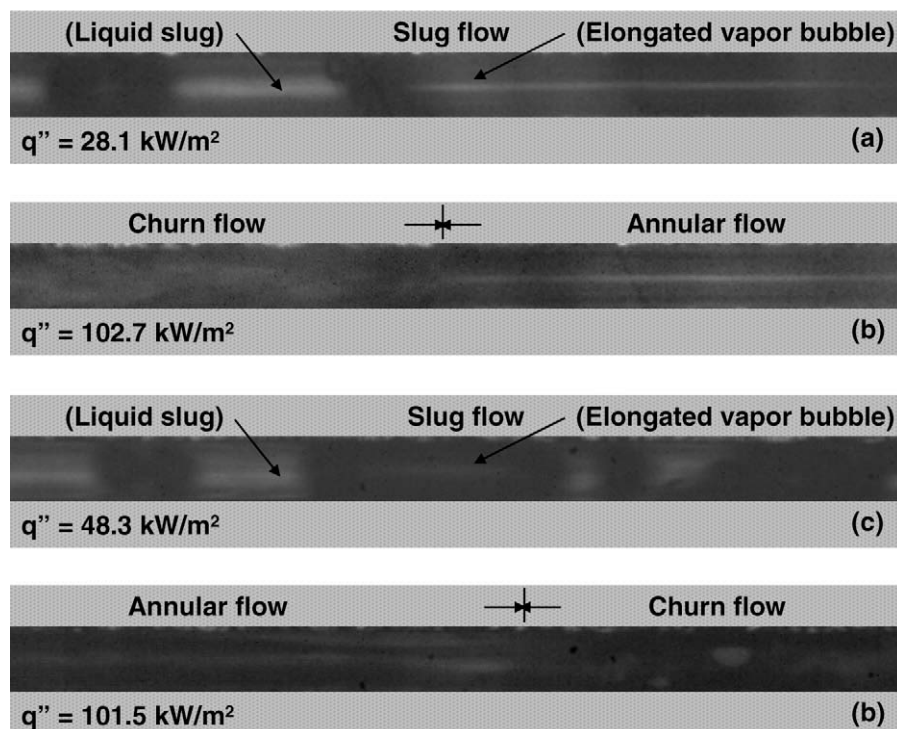 (Liquid slug) Slug flow (Elongated vapor bubble)
q” = 28.1 kW/m² (a)
Churn flow Annular flow
q” = 102.7 kW/m² (b)
(Liquid slug) Slug flow (Elongated vapor bubble)
q” = 48.3 kW/m² (c)
Annular flow Churn flow
q” = 101.5 kW/m² (b)